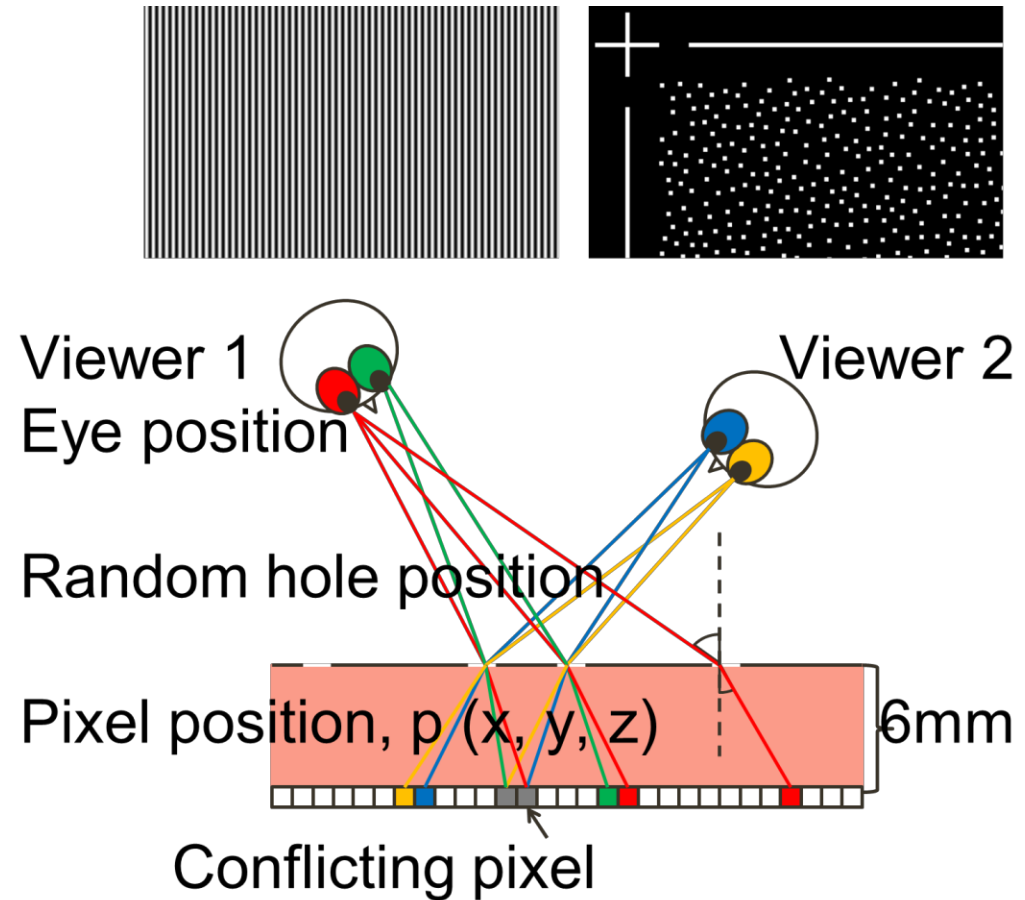 Viewer 1
Viewer 2
Eye position
Random hole position
Pixel position, p (x, y, z)
6mm
Conflicting pixel